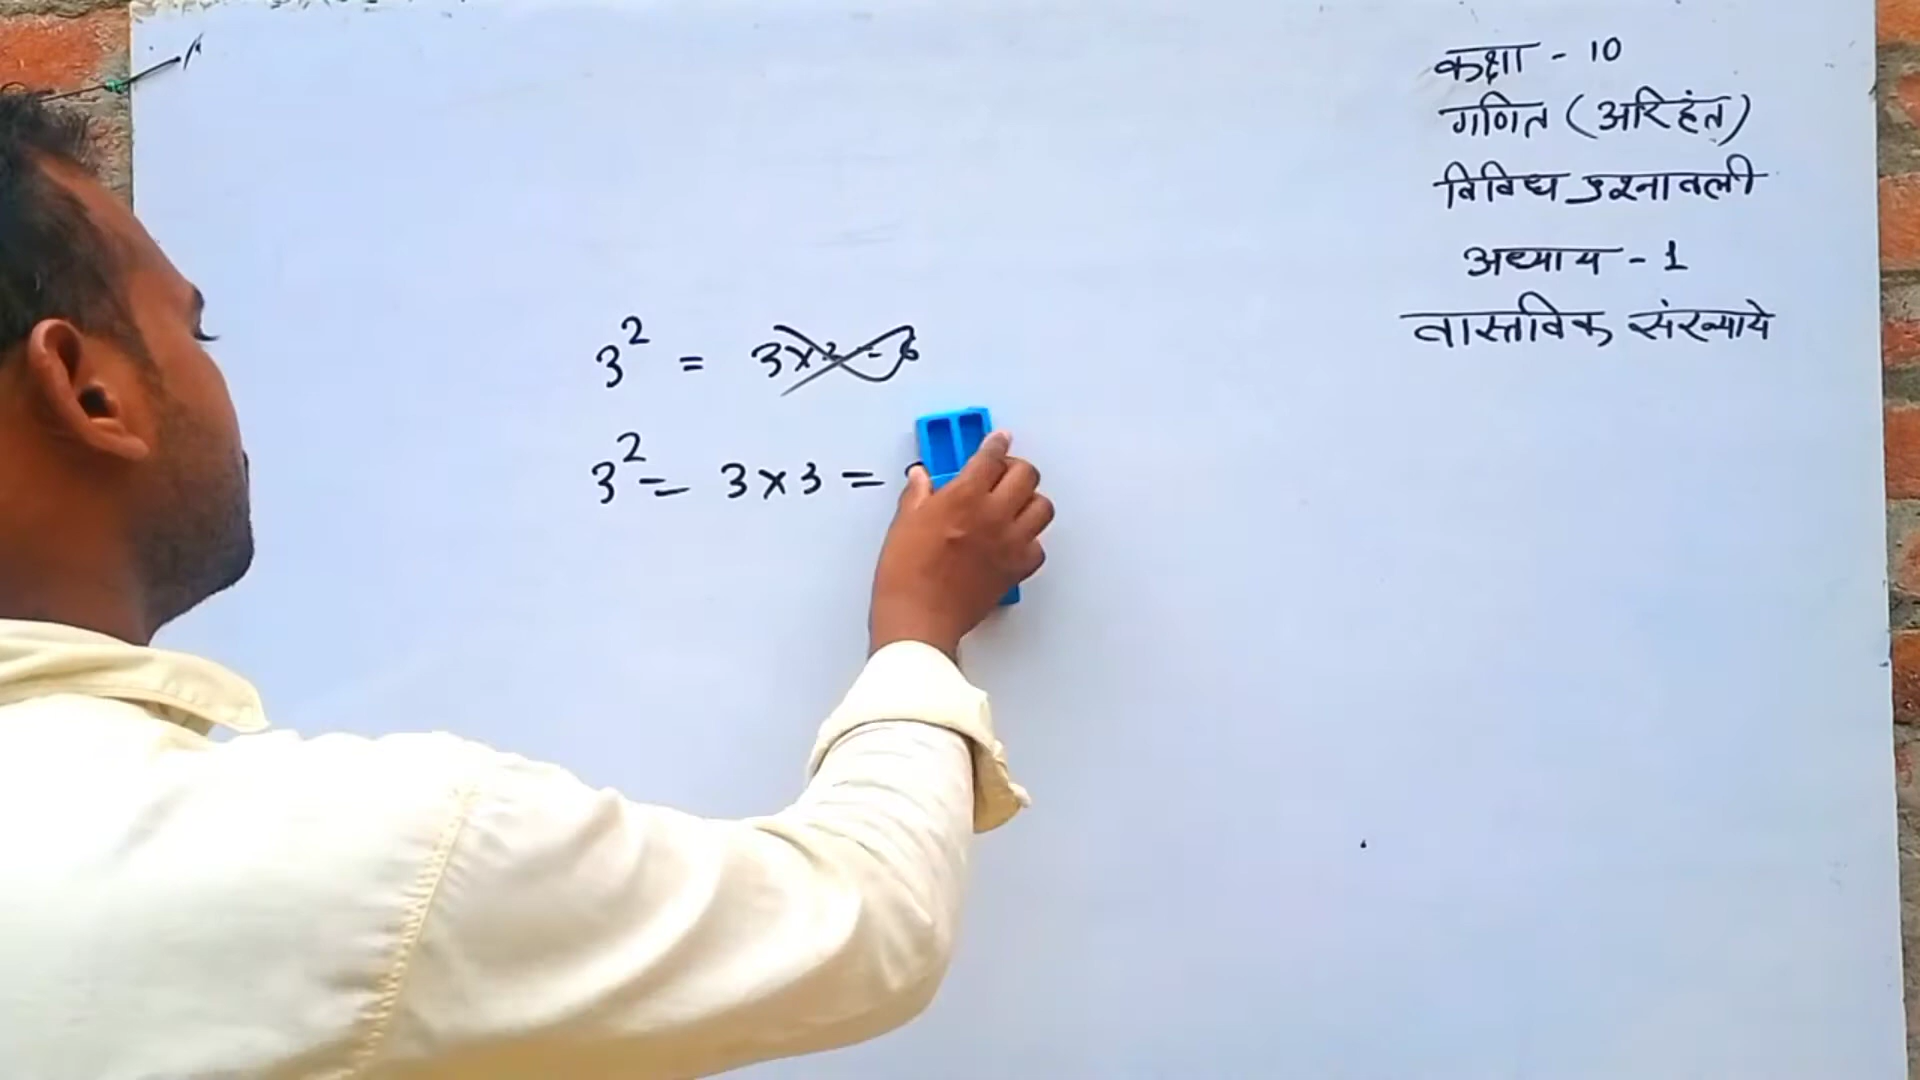 कक्षा - 10
गणित (अरिहंत)
विविध प्रश्नावली
अध्याय - 1
वास्तविक संख्याये
3² = 3×2 = 6
3² = 3×3 =